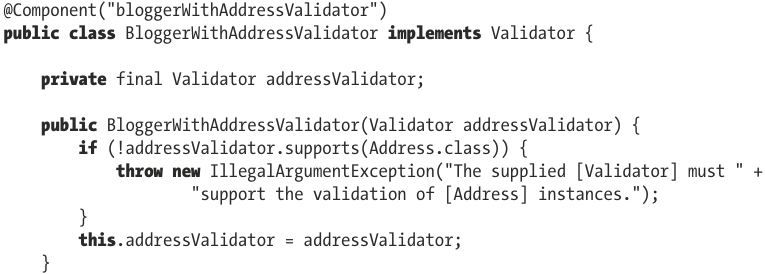 @Component("bloggerWithAddressValidator")
public class BloggerWithAddressValidator implements Validator {
private final Validator addressValidator;
public BloggerWithAddressValidator(Validator addressValidator) {
if (!addressValidator.supports(Address.class)) {
throw new IllegalArgumentException("The supplied [Validator] must " +
"support the validation of [Address] instances.");
}
this.addressValidator = addressValidator;
}